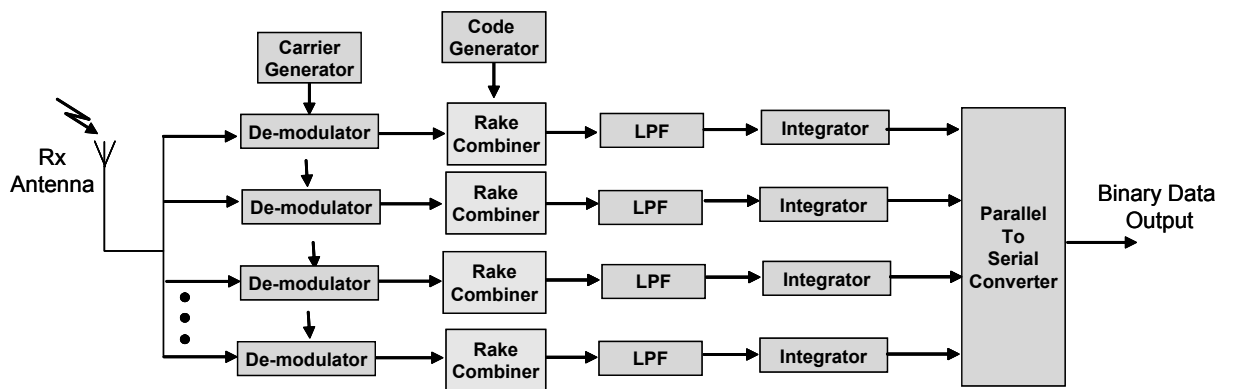 Carrier
Generator
Code
Generator
Rx
Antenna
De-modulator
Rake
Combiner
LPF
Integrator
De-modulator
Rake
Combiner
LPF
Integrator
De-modulator
Rake
Combiner
LPF
Integrator
De-modulator
Rake
Combiner
LPF
Integrator
Parallel
To
Serial
Converter
Binary Data
Output